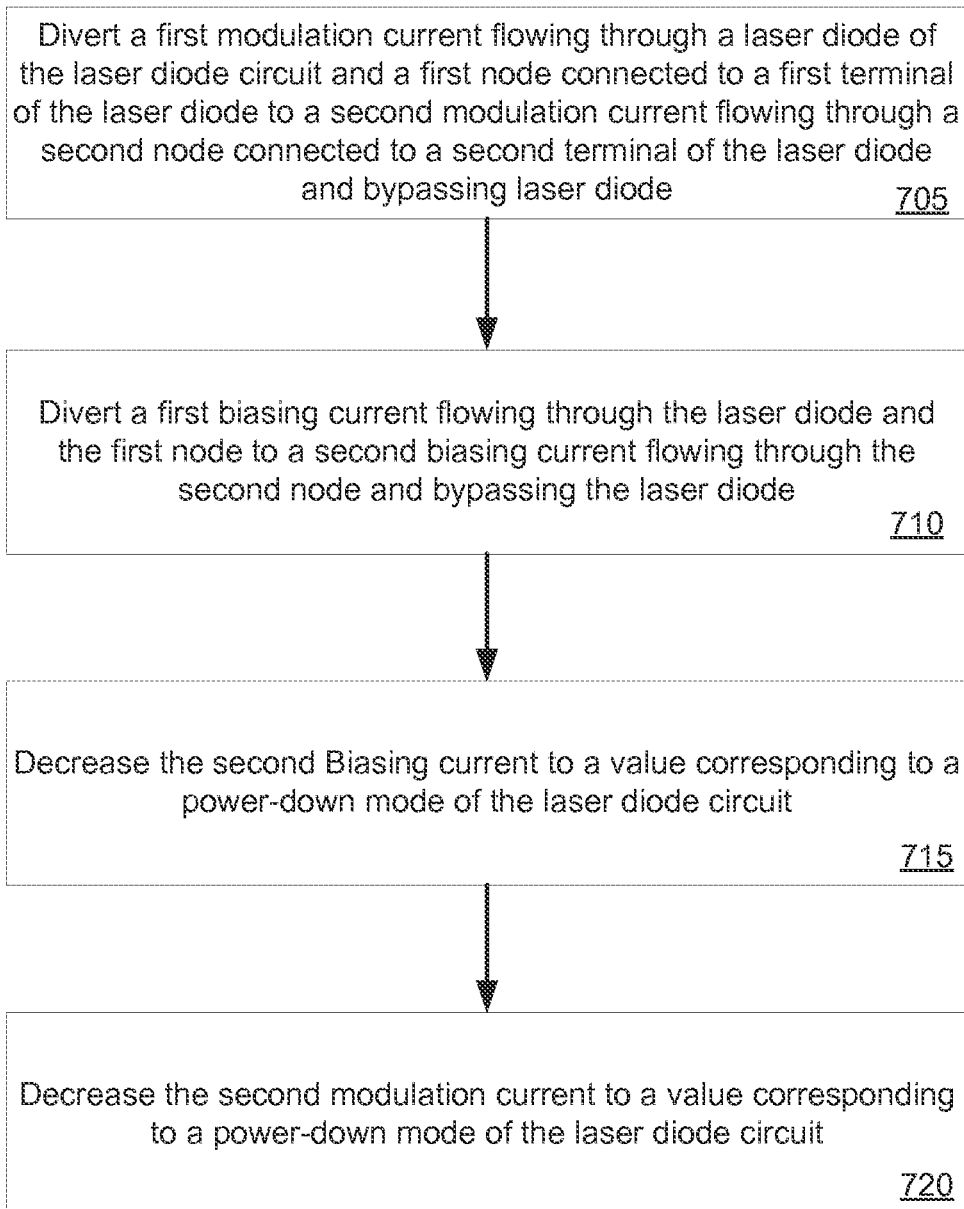 Divert a first modulation current flowing through a laser diode of
the laser diode circuit and a first node connected to a first terminal
of the laser diode to a second modulation current flowing through a
second node connected to a second terminal of the laser diode
and bypassing laser diode
705
Divert a first biasing current flowing through the laser diode and
the first node to a second biasing current flowing through the
second node and bypassing the laser diode
710
Decrease the second Biasing current to a value corresponding to a
power-down mode of the laser diode circuit
715
Decrease the second modulation current to a value corresponding
to a power-down mode of the laser diode circuit
720